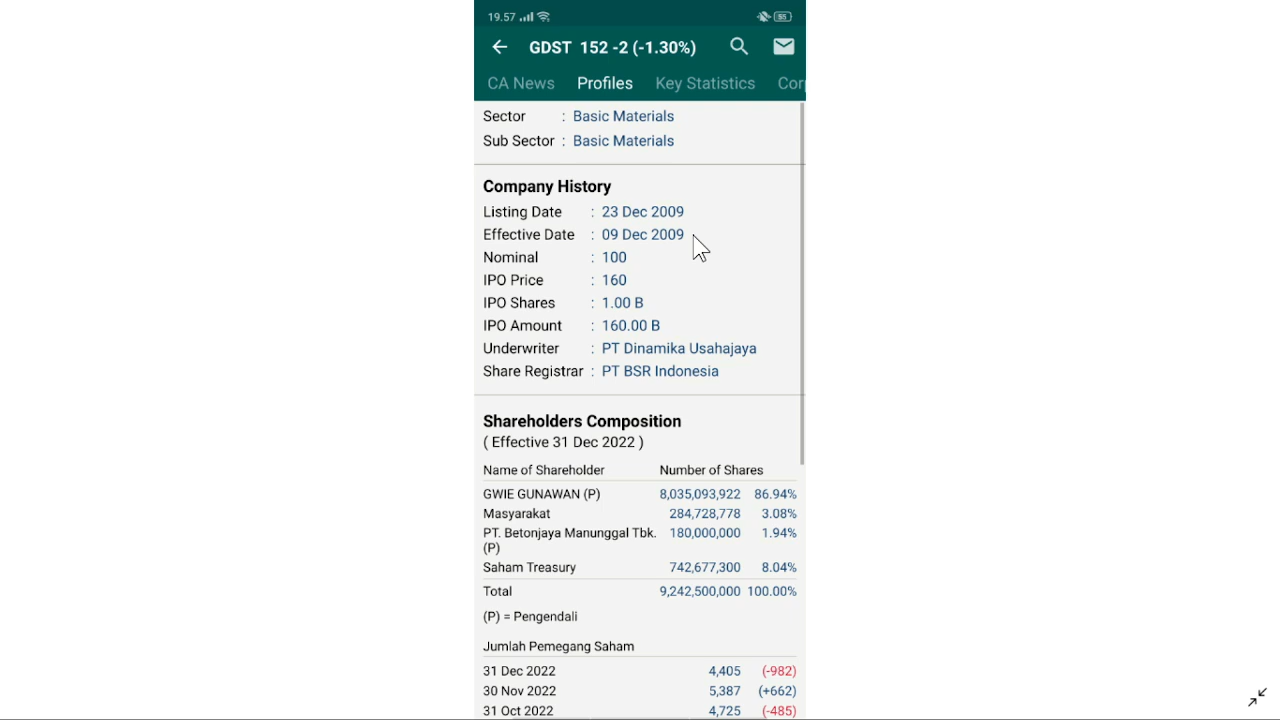 19.57 55
GDST 152 -2 (-1.30%)
CA News Profiles Key Statistics Cor
Sector : Basic Materials
Sub Sector : Basic Materials
Company History
Listing Date : 23 Dec 2009
Effective Date : 09 Dec 2009
Nominal : 100
IPO Price : 160
IPO Shares : 1.00 B
IPO Amount : 160.00 B
Underwriter : PT Dinamika Usahajaya
Share Registrar : PT BSR Indonesia
Shareholders Composition
( Effective 31 Dec 2022 )
Name of Shareholder Number of Shares
GWIE GUNAWAN (P) 8,035,093,922 86.94%
Masyarakat 284,728,778 3.08%
PT. Betonjaya Manunggal Tbk. 180,000,000 1.94%
(P)
Saham Treasury 742,677,300 8.04%
Total 9,242,500,000 100.00%
(P) = Pengendali
Jumlah Pemegang Saham
31 Dec 2022 4,405 (-982)
30 Nov 2022 5,387 (+662)
31 Oct 2022 4,725 (-485)